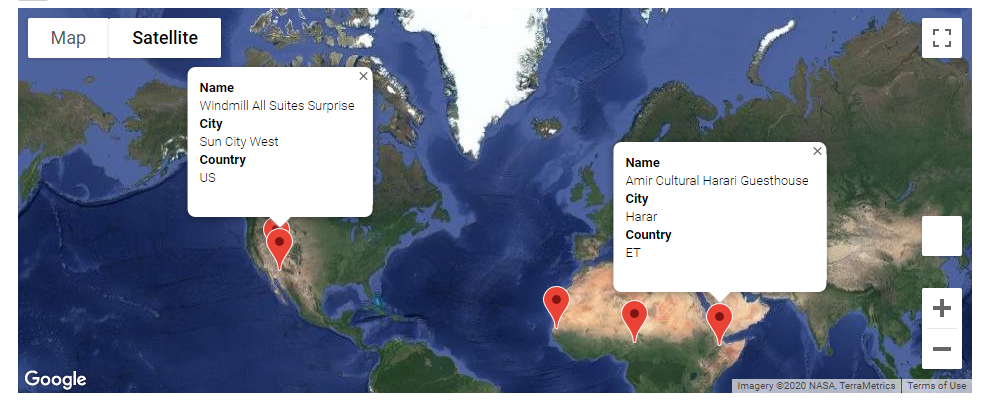 Map
Satellite
×
Name
Windmill All Suites Surprise
City
Sun City West
Country
US
×
Name
Amir Cultural Harari Guesthouse
City
Harar
Country
ET
+
−
Google
Imagery ©2020 NASA, TerraMetrics
Terms of Use